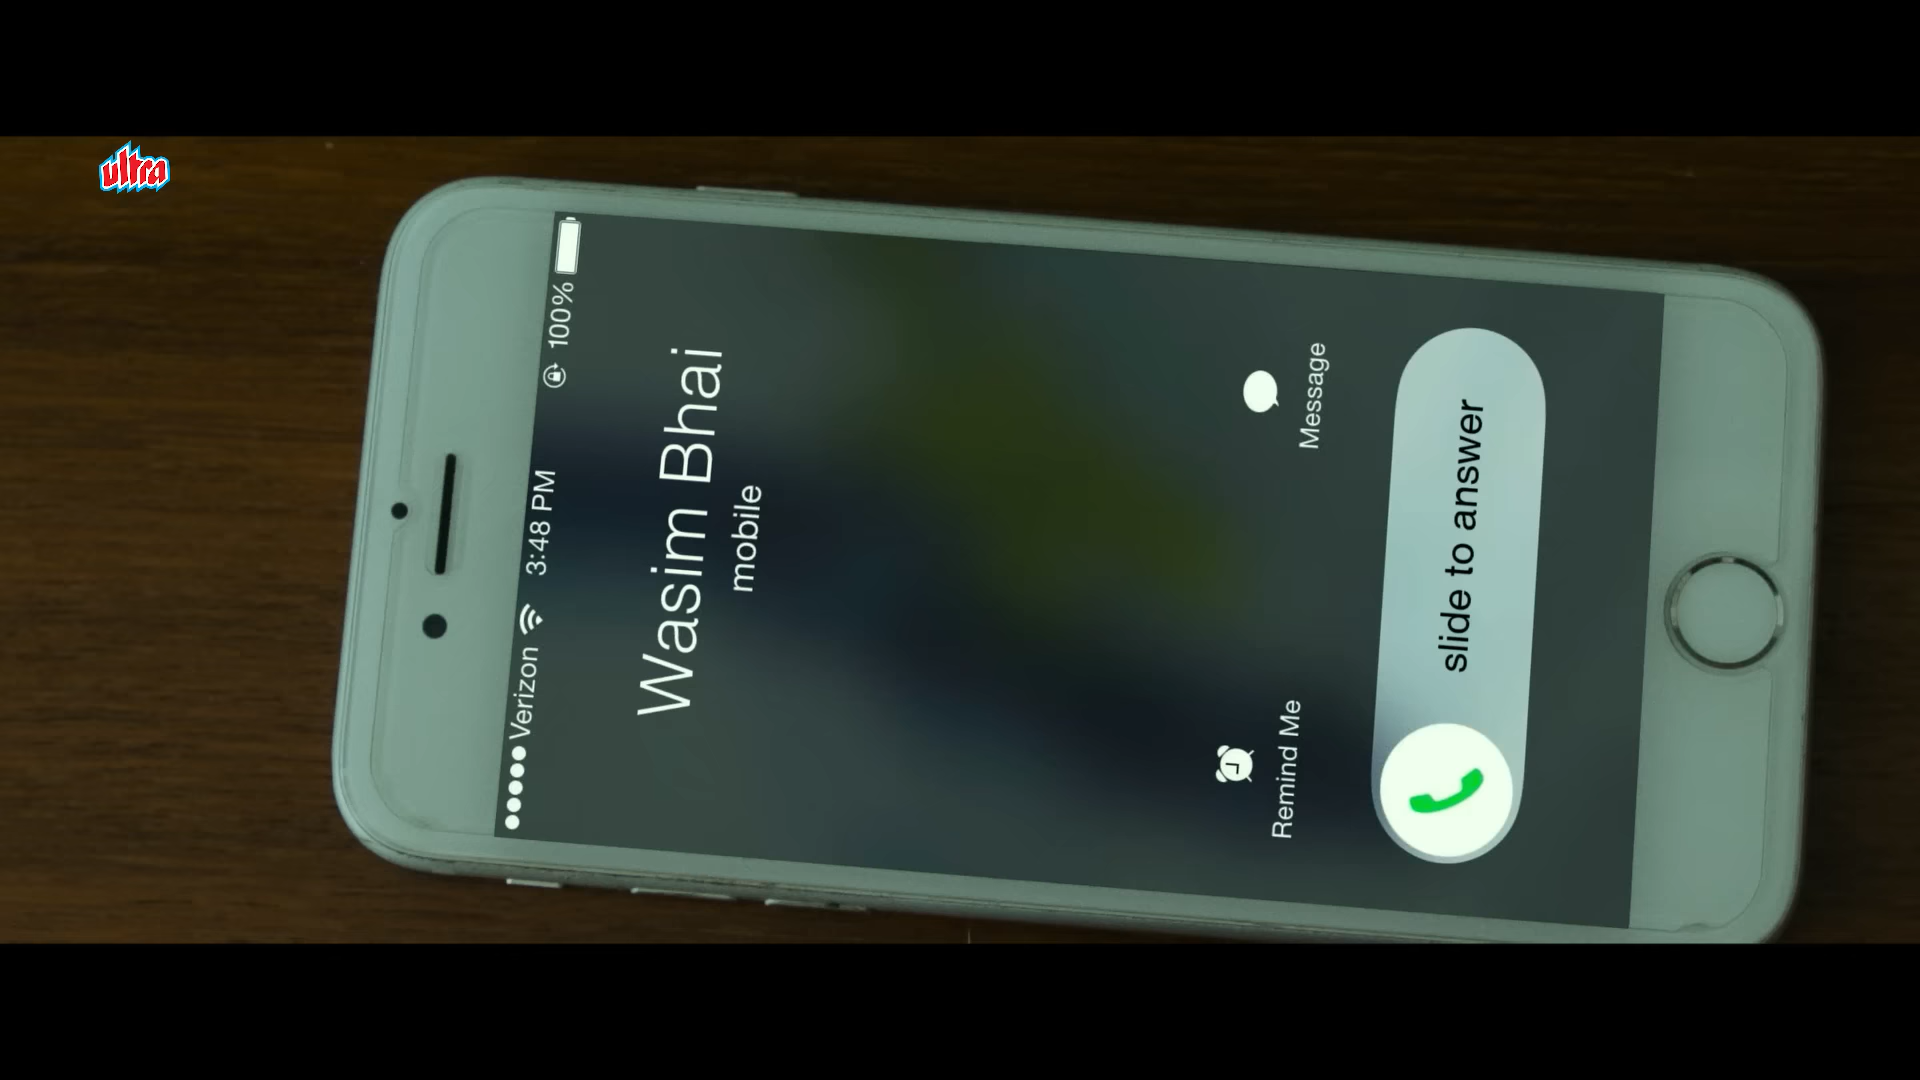 ultra
Verizon 3:48 PM 100%
Wasim Bhai
mobile
Remind Me Message
slide to answer